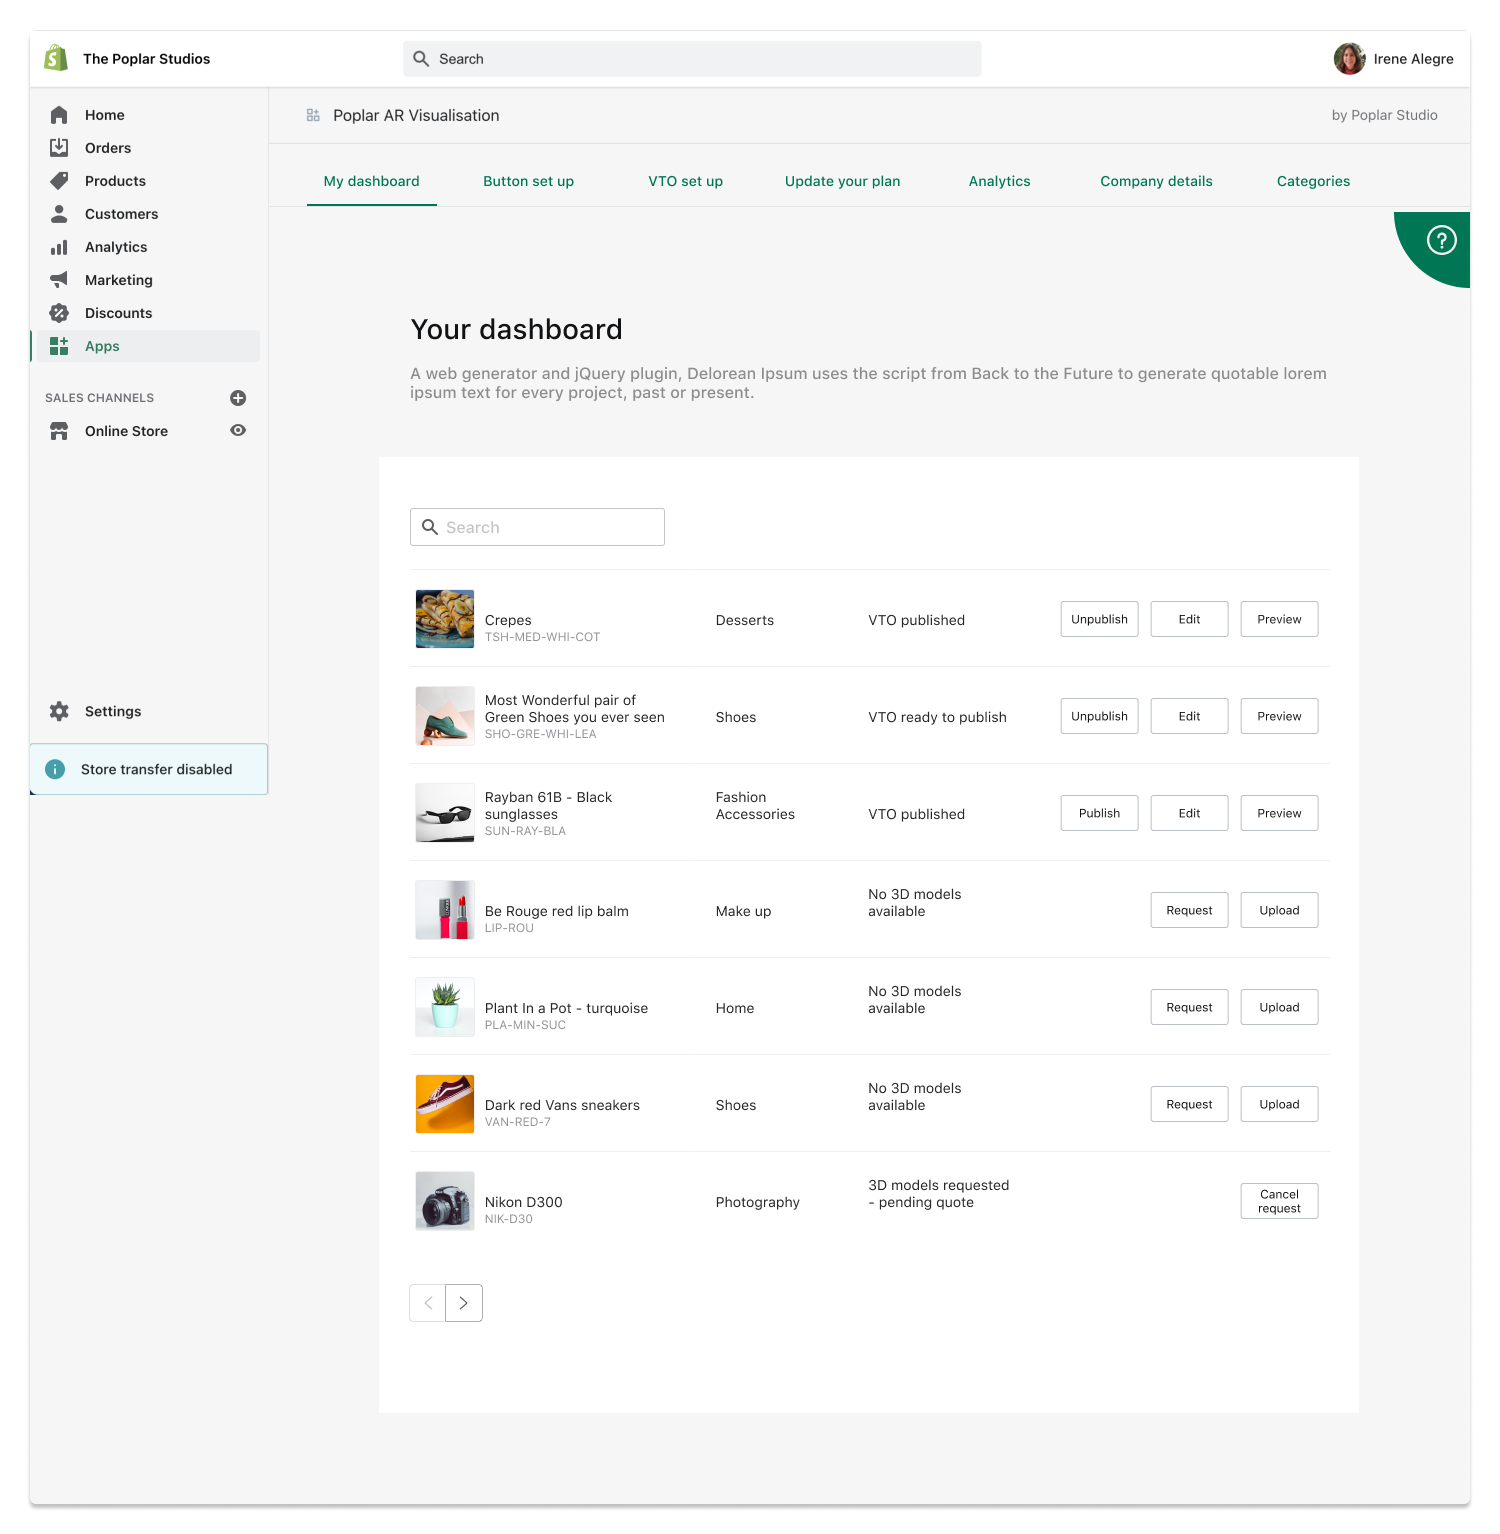 The Poplar Studios
Search
Irene Alegre
Home
Orders
Products
Customers
Analytics
Marketing
Discounts
Apps
SALES CHANNELS
Online Store
Settings
Store transfer disabled
Poplar AR Visualisation
by Poplar Studio
My dashboard
Button set up
VTO set up
Update your plan
Analytics
Company details
Categories
Your dashboard
A web generator and jQuery plugin, Delorean Ipsum uses the script from Back to the Future to generate quotable lorem
ipsum text for every project, past or present.
Search
Crepes
TSH-MED-WHI-COT
Desserts
VTO published
Unpublish
Edit
Preview
Most Wonderful pair of
Green Shoes you ever seen
SHO-GRE-WHI-LEA
Shoes
VTO ready to publish
Unpublish
Edit
Preview
Rayban 61B - Black
sunglasses
SUN-RAY-BLA
Fashion
Accessories
VTO published
Publish
Edit
Preview
Be Rouge red lip balm
LIP-ROU
Make up
No 3D models
available
Request
Upload
Plant In a Pot - turquoise
PLA-MIN-SUC
Home
No 3D models
available
Request
Upload
Dark red Vans sneakers
VAN-RED-7
Shoes
No 3D models
available
Request
Upload
Nikon D300
NIK-D30
Photography
3D models requested
- pending quote
Cancel
request